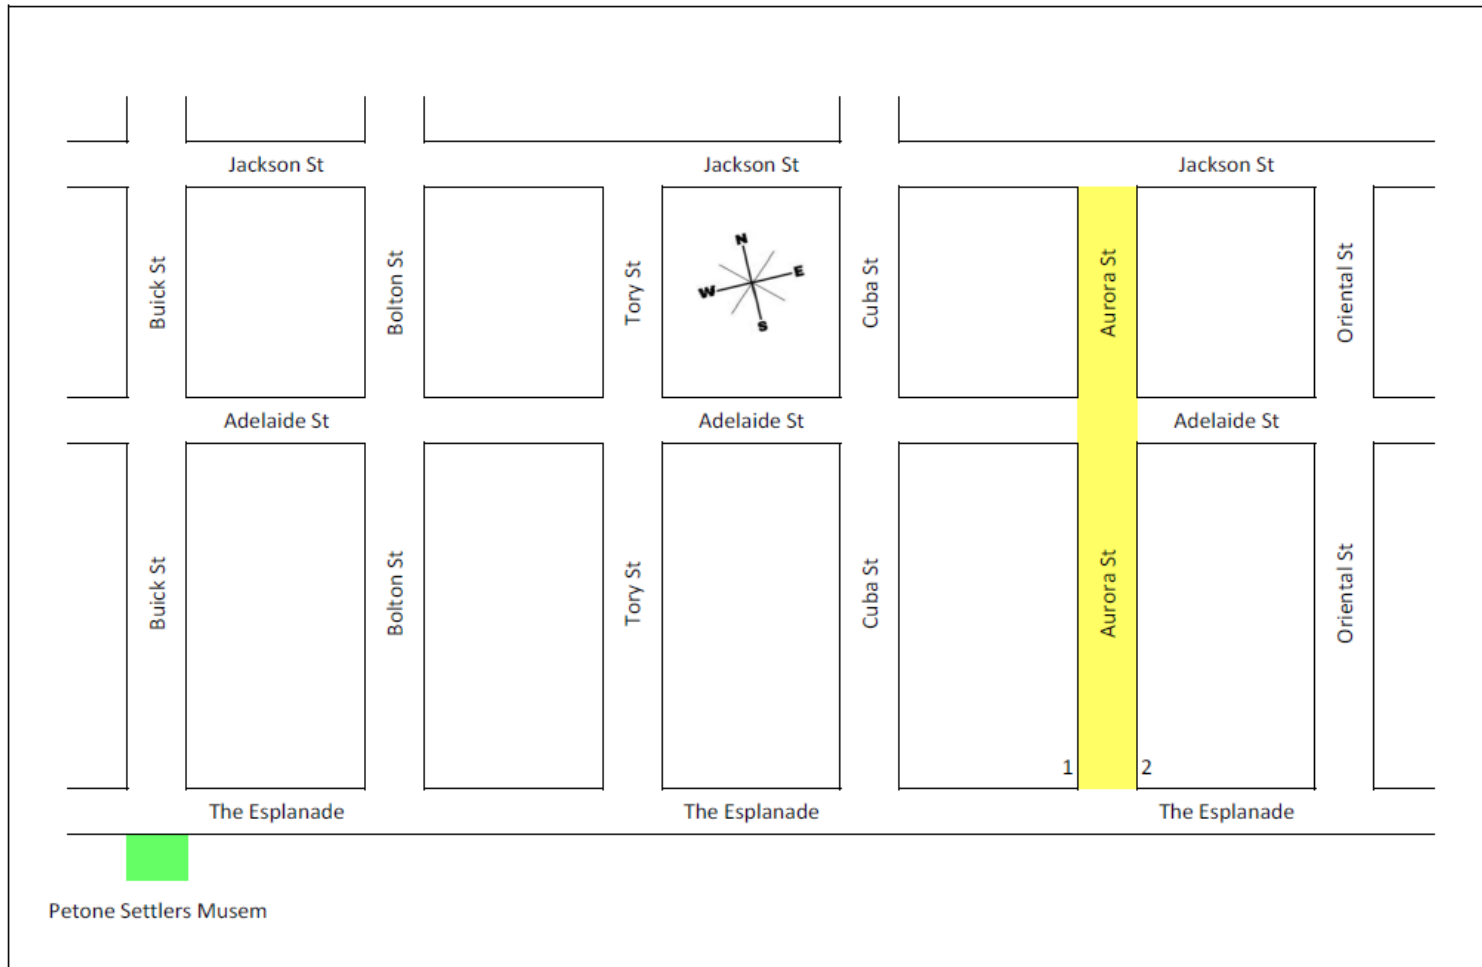 Jackson St
Jackson St
Jackson St
Buick St
Bolton St
Tory St
N
E
W
S
Cuba St
Aurora St
Oriental St
Adelaide St
Adelaide St
Adelaide St
Buick St
Bolton St
Tory St
Cuba St
Aurora St
Oriental St
1
2
The Esplanade
The Esplanade
The Esplanade
Petone Settlers Musem